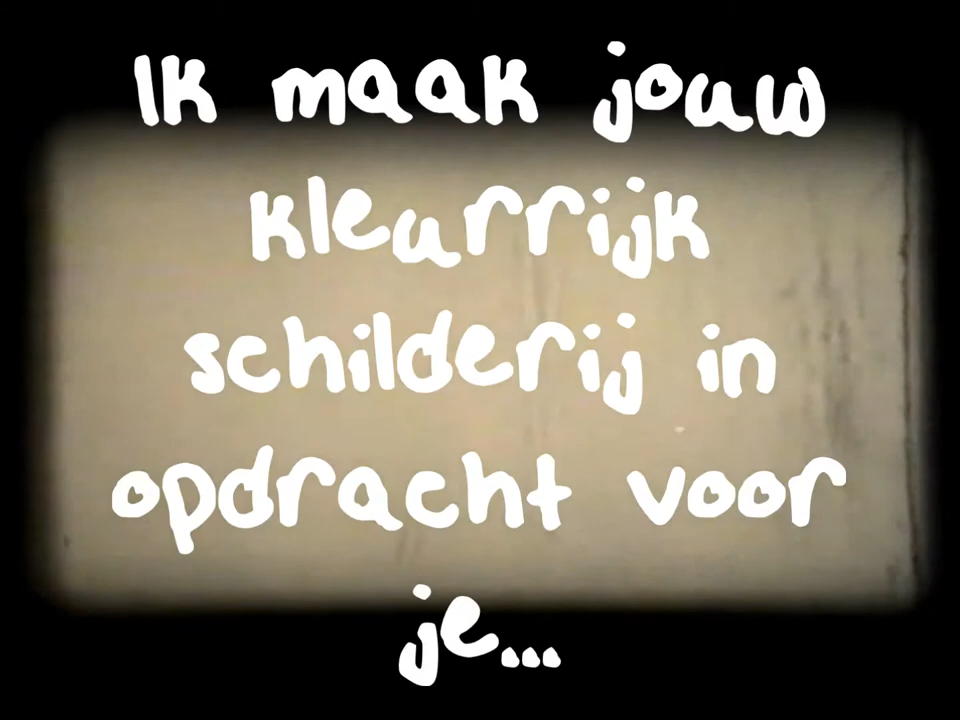 Ik maak jouw
kleurrijk
schilderij in
opdracht voor
je...